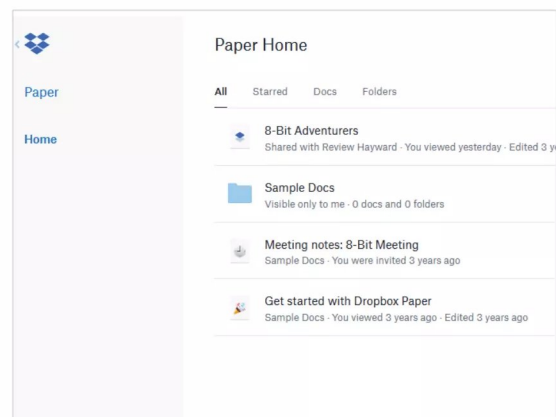 Paper Home
Paper
Home
All Starred Docs Folders
8-Bit Adventurers
Shared with Review Hayward · You viewed yesterday · Edited 3
Sample Docs
Visible only to me · 0 docs and 0 folders
Meeting notes: 8-Bit Meeting
Sample Docs · You were invited 3 years ago
Get started with Dropbox Paper
Sample Docs · You viewed 3 years ago · Edited 3 years ago